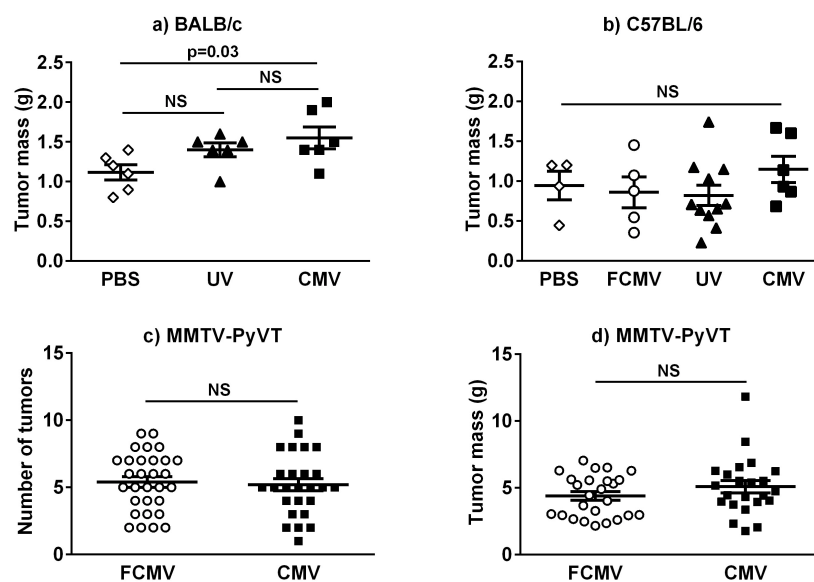 a) BALB/c
p=0.03
NS
NS
Tumor mass (g)
2.5
2.0
1.5
1.0
0.5
0.0
PBS UV CMV
b) C57BL/6
NS
Tumor mass (g)
2.5
2.0
1.5
1.0
0.5
0.0
PBS FCMV UV CMV
c) MMTV-PyVT
NS
Number of tumors
15
10
5
0
FCMV CMV
d) MMTV-PyVT
NS
Tumor mass (g)
15
10
5
0
FCMV CMV